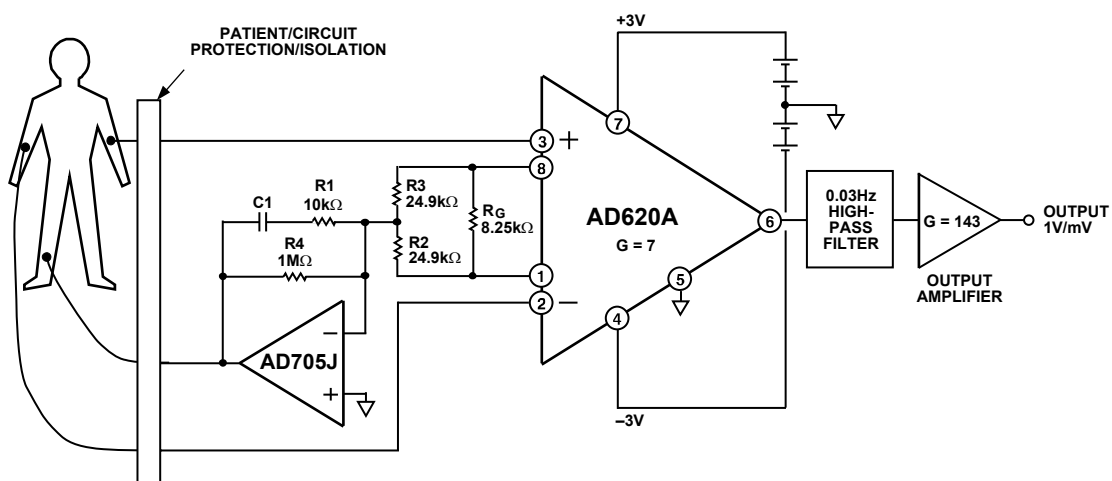 PATIENT/CIRCUIT
PROTECTION/ISOLATION
+3V
C1
R1
10kΩ
R4
1MΩ
R3
24.9kΩ
R2
24.9kΩ
RG
8.25kΩ
3
+
8
1
2
−
7
AD620A
G = 7
6
5
4
−3V
0.03Hz
HIGH-
PASS
FILTER
G = 143
OUTPUT
AMPLIFIER
OUTPUT
1V/mV
AD705J
−
+